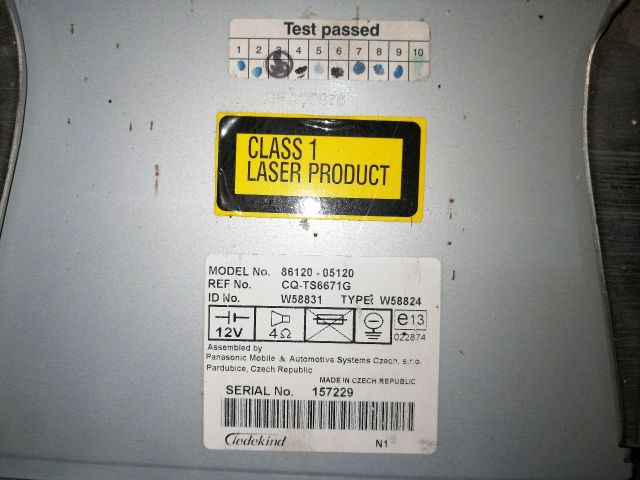 Test passed
1 2 3 4 5 6 7 8 9 10
CLASS 1
LASER PRODUCT
MODEL No. 86120 - 05120
REF No. CQ-TS6671G
ID No. W58831 TYPE: W58824
12V 4Ω e13
022874
Assembled by
Panasonic Mobile & Automotive Systems Czech, s.r.o.
Pardubice, Czech Republic
MADE IN CZECH REPUBLIC
SERIAL No. 157229
Tedekind N1